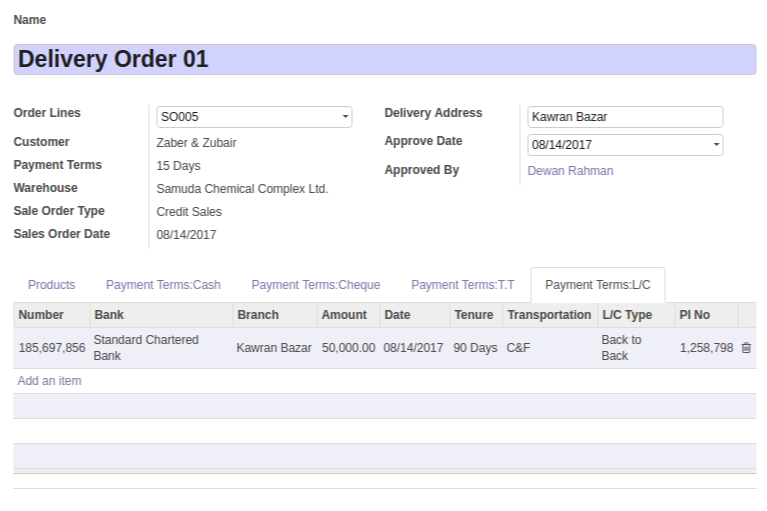 Name
Delivery Order 01
Order Lines SO005 Delivery Address Kawran Bazar
Customer Zaber & Zubair Approve Date 08/14/2017
Payment Terms 15 Days Approved By Dewan Rahman
Warehouse Samuda Chemical Complex Ltd.
Sale Order Type Credit Sales
Sales Order Date 08/14/2017
Products Payment Terms:Cash Payment Terms:Cheque Payment Terms:T.T Payment Terms:L/C
Number Bank Branch Amount Date Tenure Transportation L/C Type PI No
185,697,856 Standard Chartered Bank Kawran Bazar 50,000.00 08/14/2017 90 Days C&F Back to Back 1,258,798
Add an item